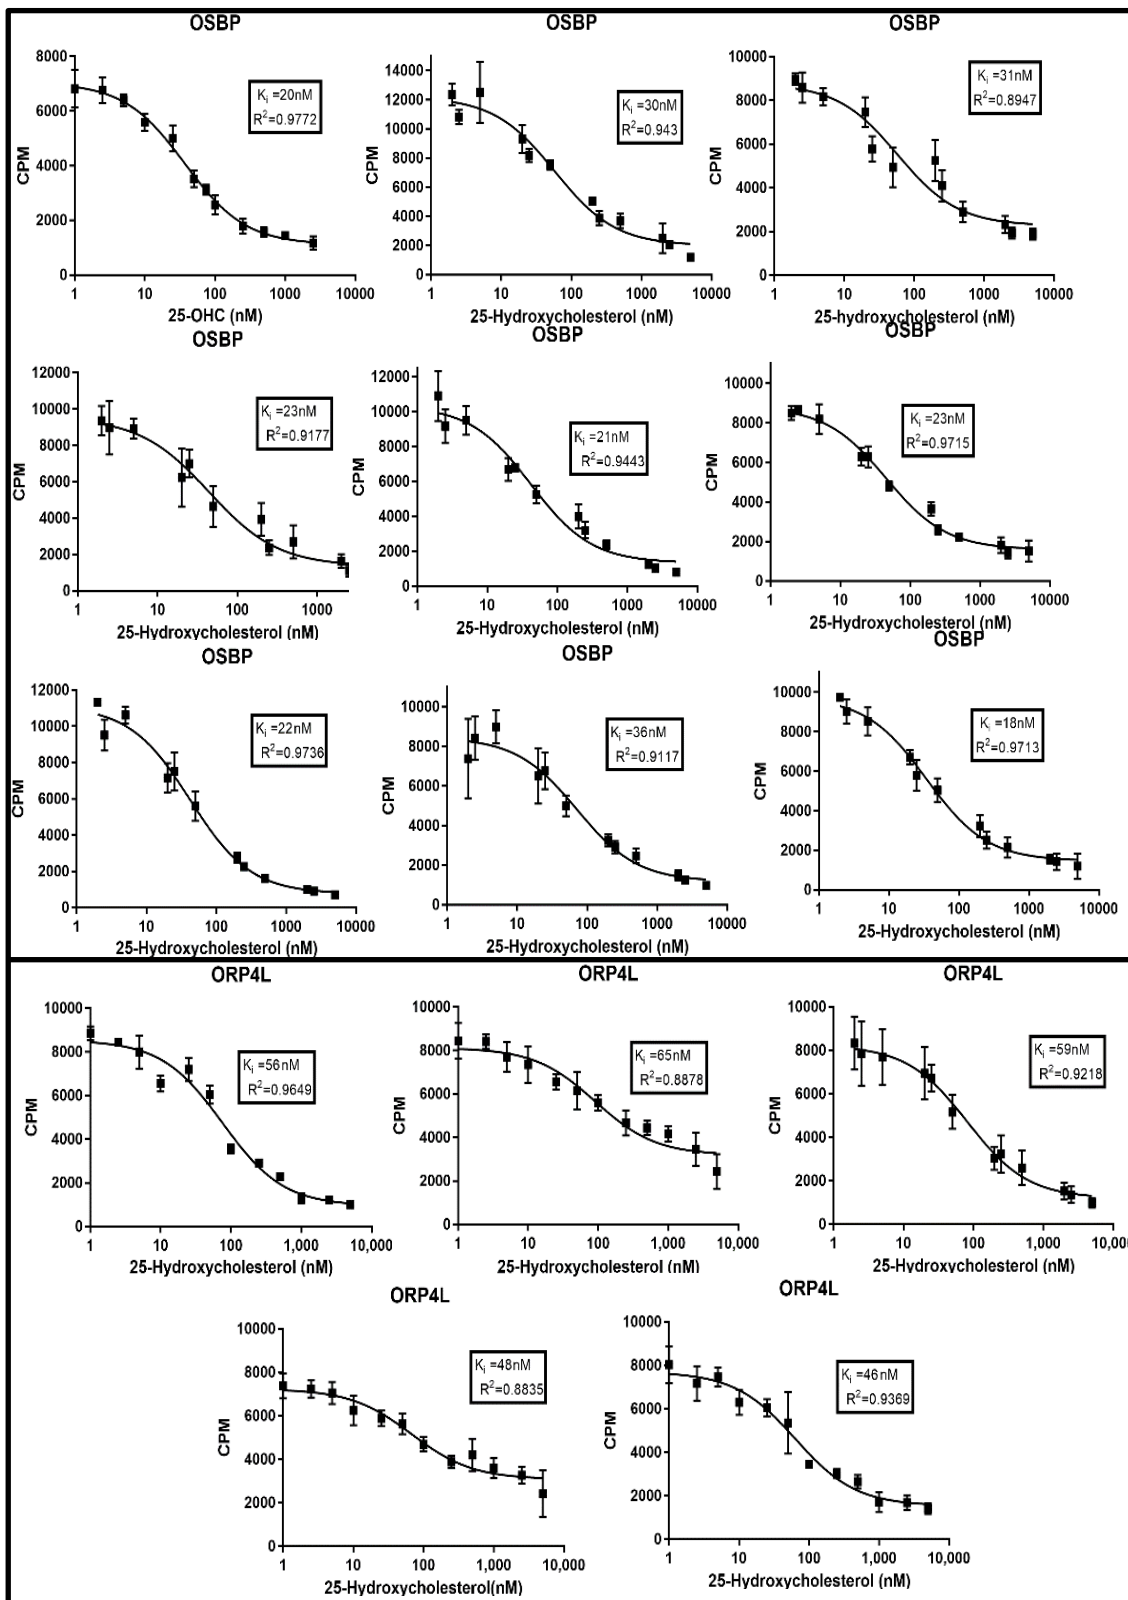 OSBP
8000
6000
4000
2000
0
CPM
Ki =20nM
R²=0.9772
1 10 100 1000 10000
25-OHC (nM)
OSBP
14000
12000
10000
8000
6000
4000
2000
0
CPM
Ki =30nM
R²=0.943
1 10 100 1000 10000
25-Hydroxycholesterol (nM)
OSBP
10000
8000
6000
4000
2000
0
CPM
Ki =31nM
R²=0.8947
1 10 100 1000 10000
25-hydroxycholesterol (nM)
OSBP
12000
10000
8000
6000
4000
2000
0
CPM
Ki =23nM
R²=0.9177
1 10 100 1000
25-Hydroxycholesterol (nM)
OSBP
12000
10000
8000
6000
4000
2000
0
CPM
Ki =21nM
R²=0.9443
1 10 100 1000 10000
25-Hydroxycholesterol (nM)
OSBP
10000
8000
6000
4000
2000
0
CPM
Ki =23nM
R²=0.9715
1 10 100 1000 10000
25-Hydroxycholesterol (nM)
OSBP
12000
10000
8000
6000
4000
2000
0
CPM
Ki =22nM
R²=0.9736
1 10 100 1000 10000
25-Hydroxycholesterol (nM)
OSBP
10000
8000
6000
4000
2000
0
CPM
Ki =36nM
R²=0.9117
1 10 100 1000 10000
25-Hydroxycholesterol (nM)
10000
8000
6000
4000
2000
0
CPM
Ki =18nM
R²=0.9713
1 10 100 1000 10000
25-Hydroxycholesterol (nM)
ORP4L
10000
8000
6000
4000
2000
0
CPM
Ki =56nM
R²=0.9649
1 10 100 1,000 10,000
25-Hydroxycholesterol (nM)
ORP4L
10000
8000
6000
4000
2000
0
CPM
Ki =65nM
R²=0.8878
1 10 100 1,000 10,000
25-Hydroxycholesterol (nM)
ORP4L
10000
8000
6000
4000
2000
0
CPM
Ki =59nM
R²=0.9218
1 10 100 1,000 10,000
25-Hydroxycholesterol (nM)
ORP4L
10000
8000
6000
4000
2000
0
CPM
Ki =48nM
R²=0.8835
1 10 100 1,000 10,000
25-Hydroxycholesterol(nM)
ORP4L
10000
8000
6000
4000
2000
0
CPM
Ki =46nM
R²=0.9369
1 10 100 1,000 10,000
25-Hydroxycholesterol (nM)